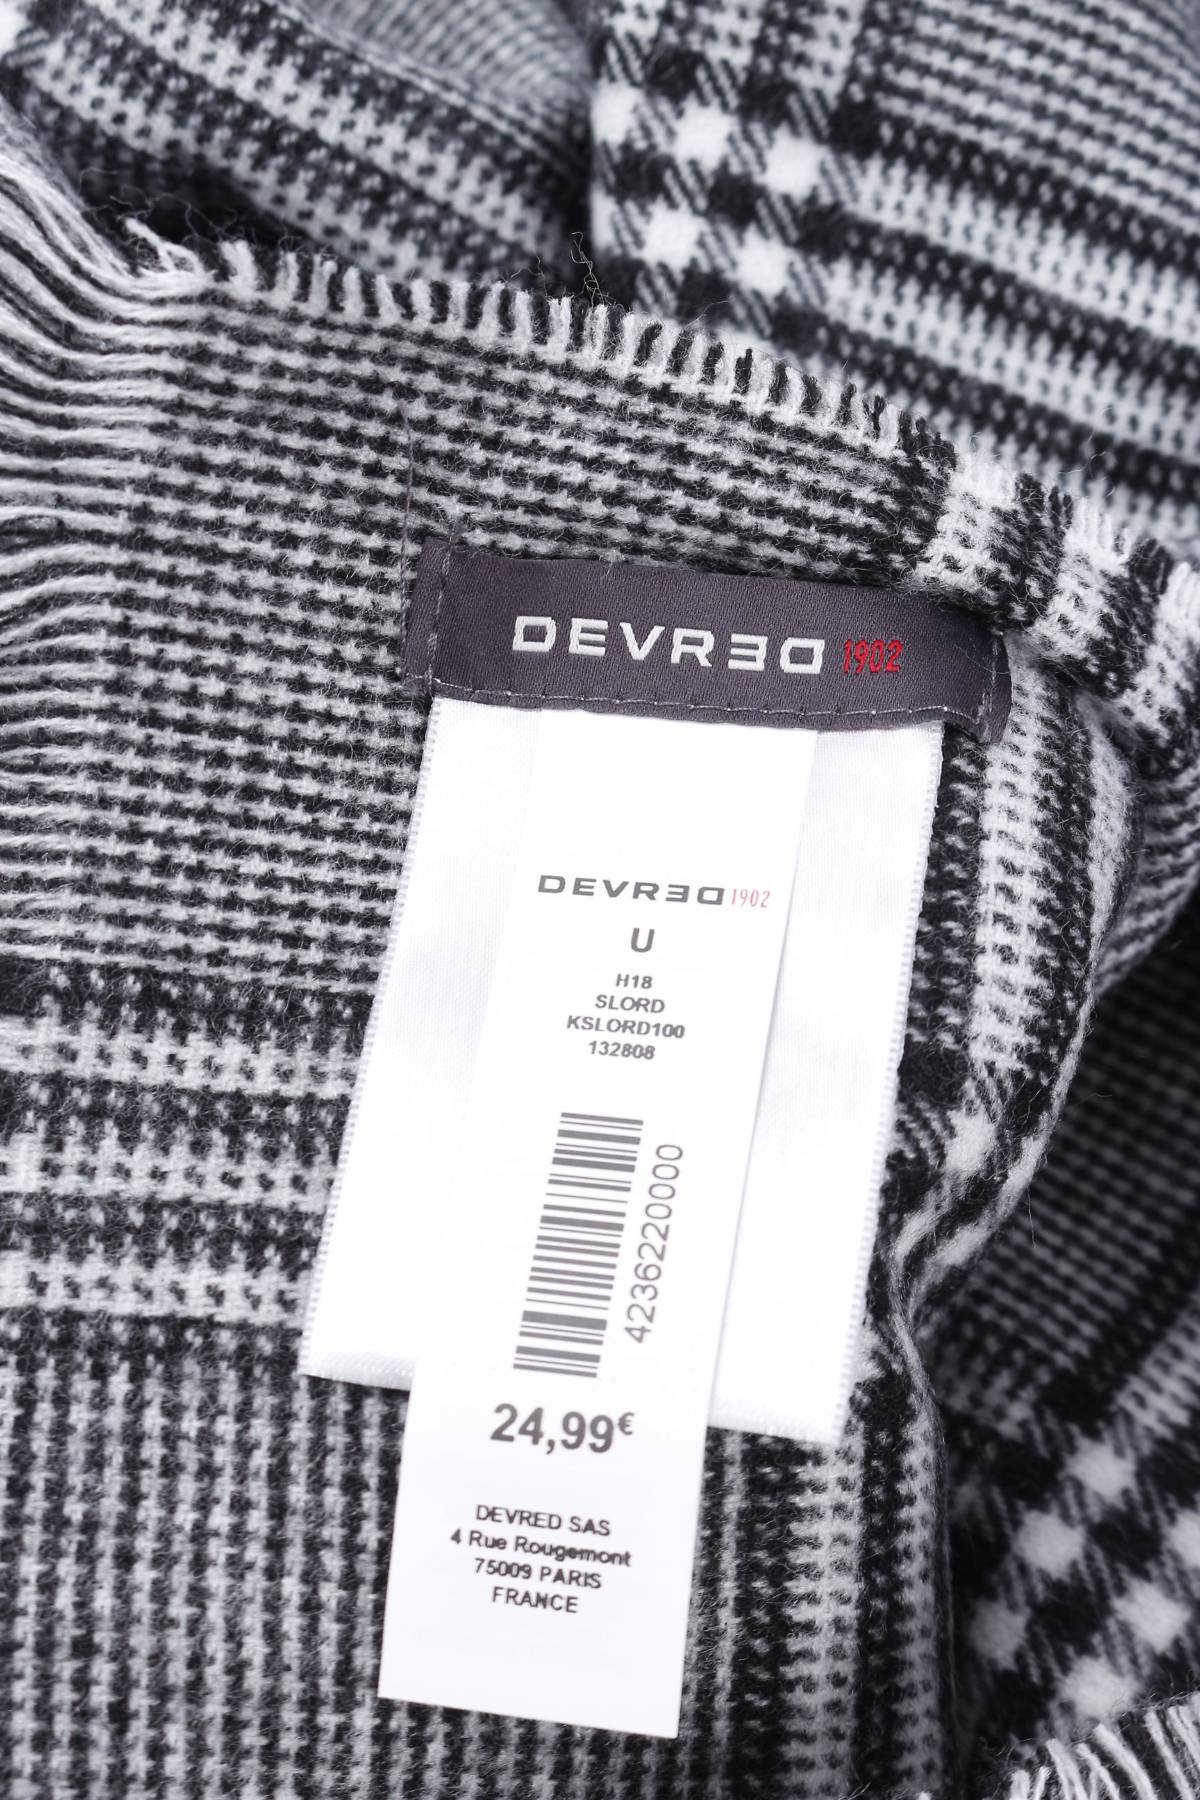 DEVRED 1902
DEVRED 1902
U
H18
SLORD
KSLORD100
132808
4236220000
24,99€
DEVRED SAS
4 Rue Rougemont
75009 PARIS
FRANCE